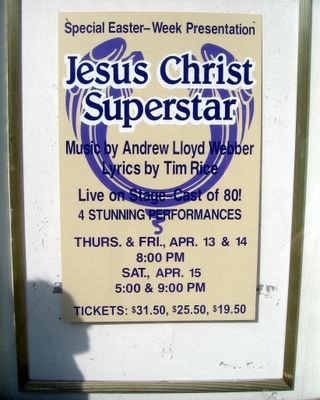 Special Easter–Week Presentation
Jesus Christ
Superstar
Music by Andrew Lloyd Webber
Lyrics by Tim Rice
Live on Stage–Cast of 80!
4 STUNNING PERFORMANCES
THURS. & FRI., APR. 13 & 14
8:00 PM
SAT., APR. 15
5:00 & 9:00 PM
TICKETS: $31.50, $25.50, $19.50